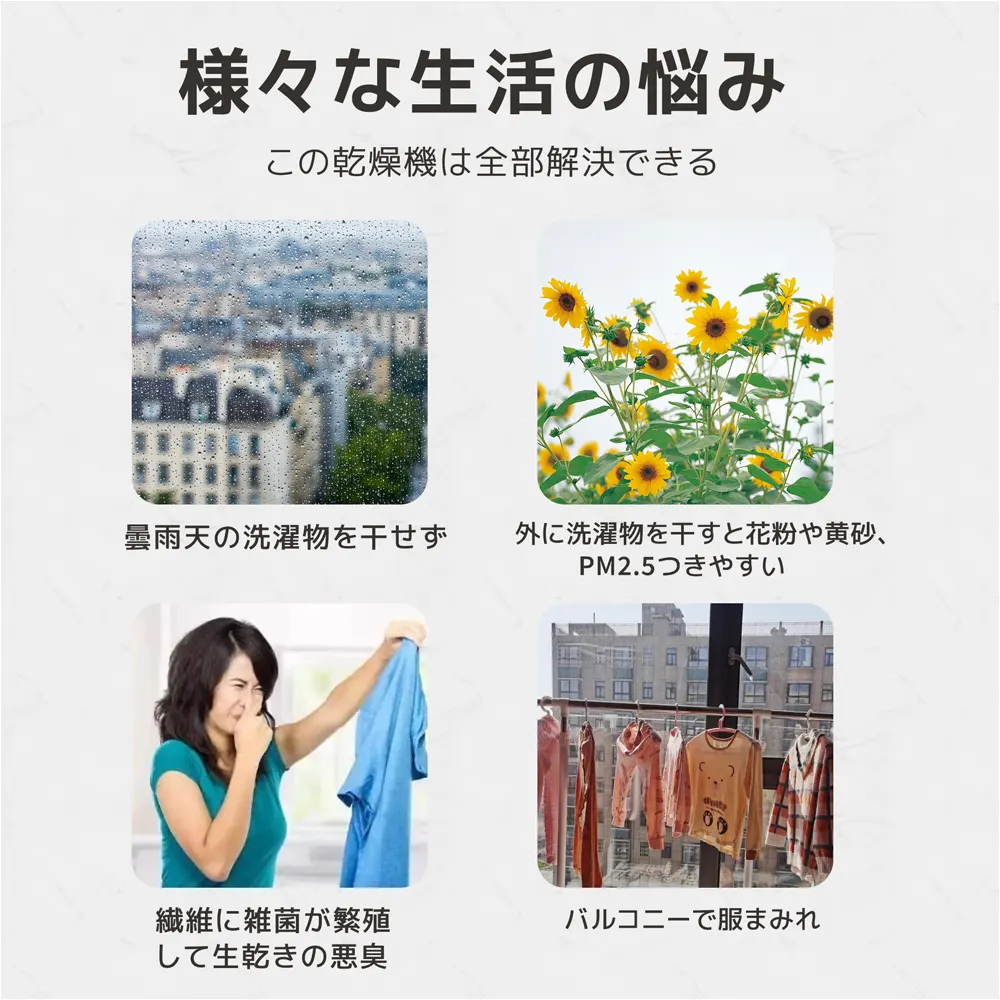 様々な生活の悩み
この乾燥機は全部解決できる
曇雨天の洗濯物を干せず
外に洗濯物を干すと花粉や黄砂、
PM2.5つきやすい
繊維に雑菌が繁殖
して生乾きの悪臭
バルコニーで服まみれ